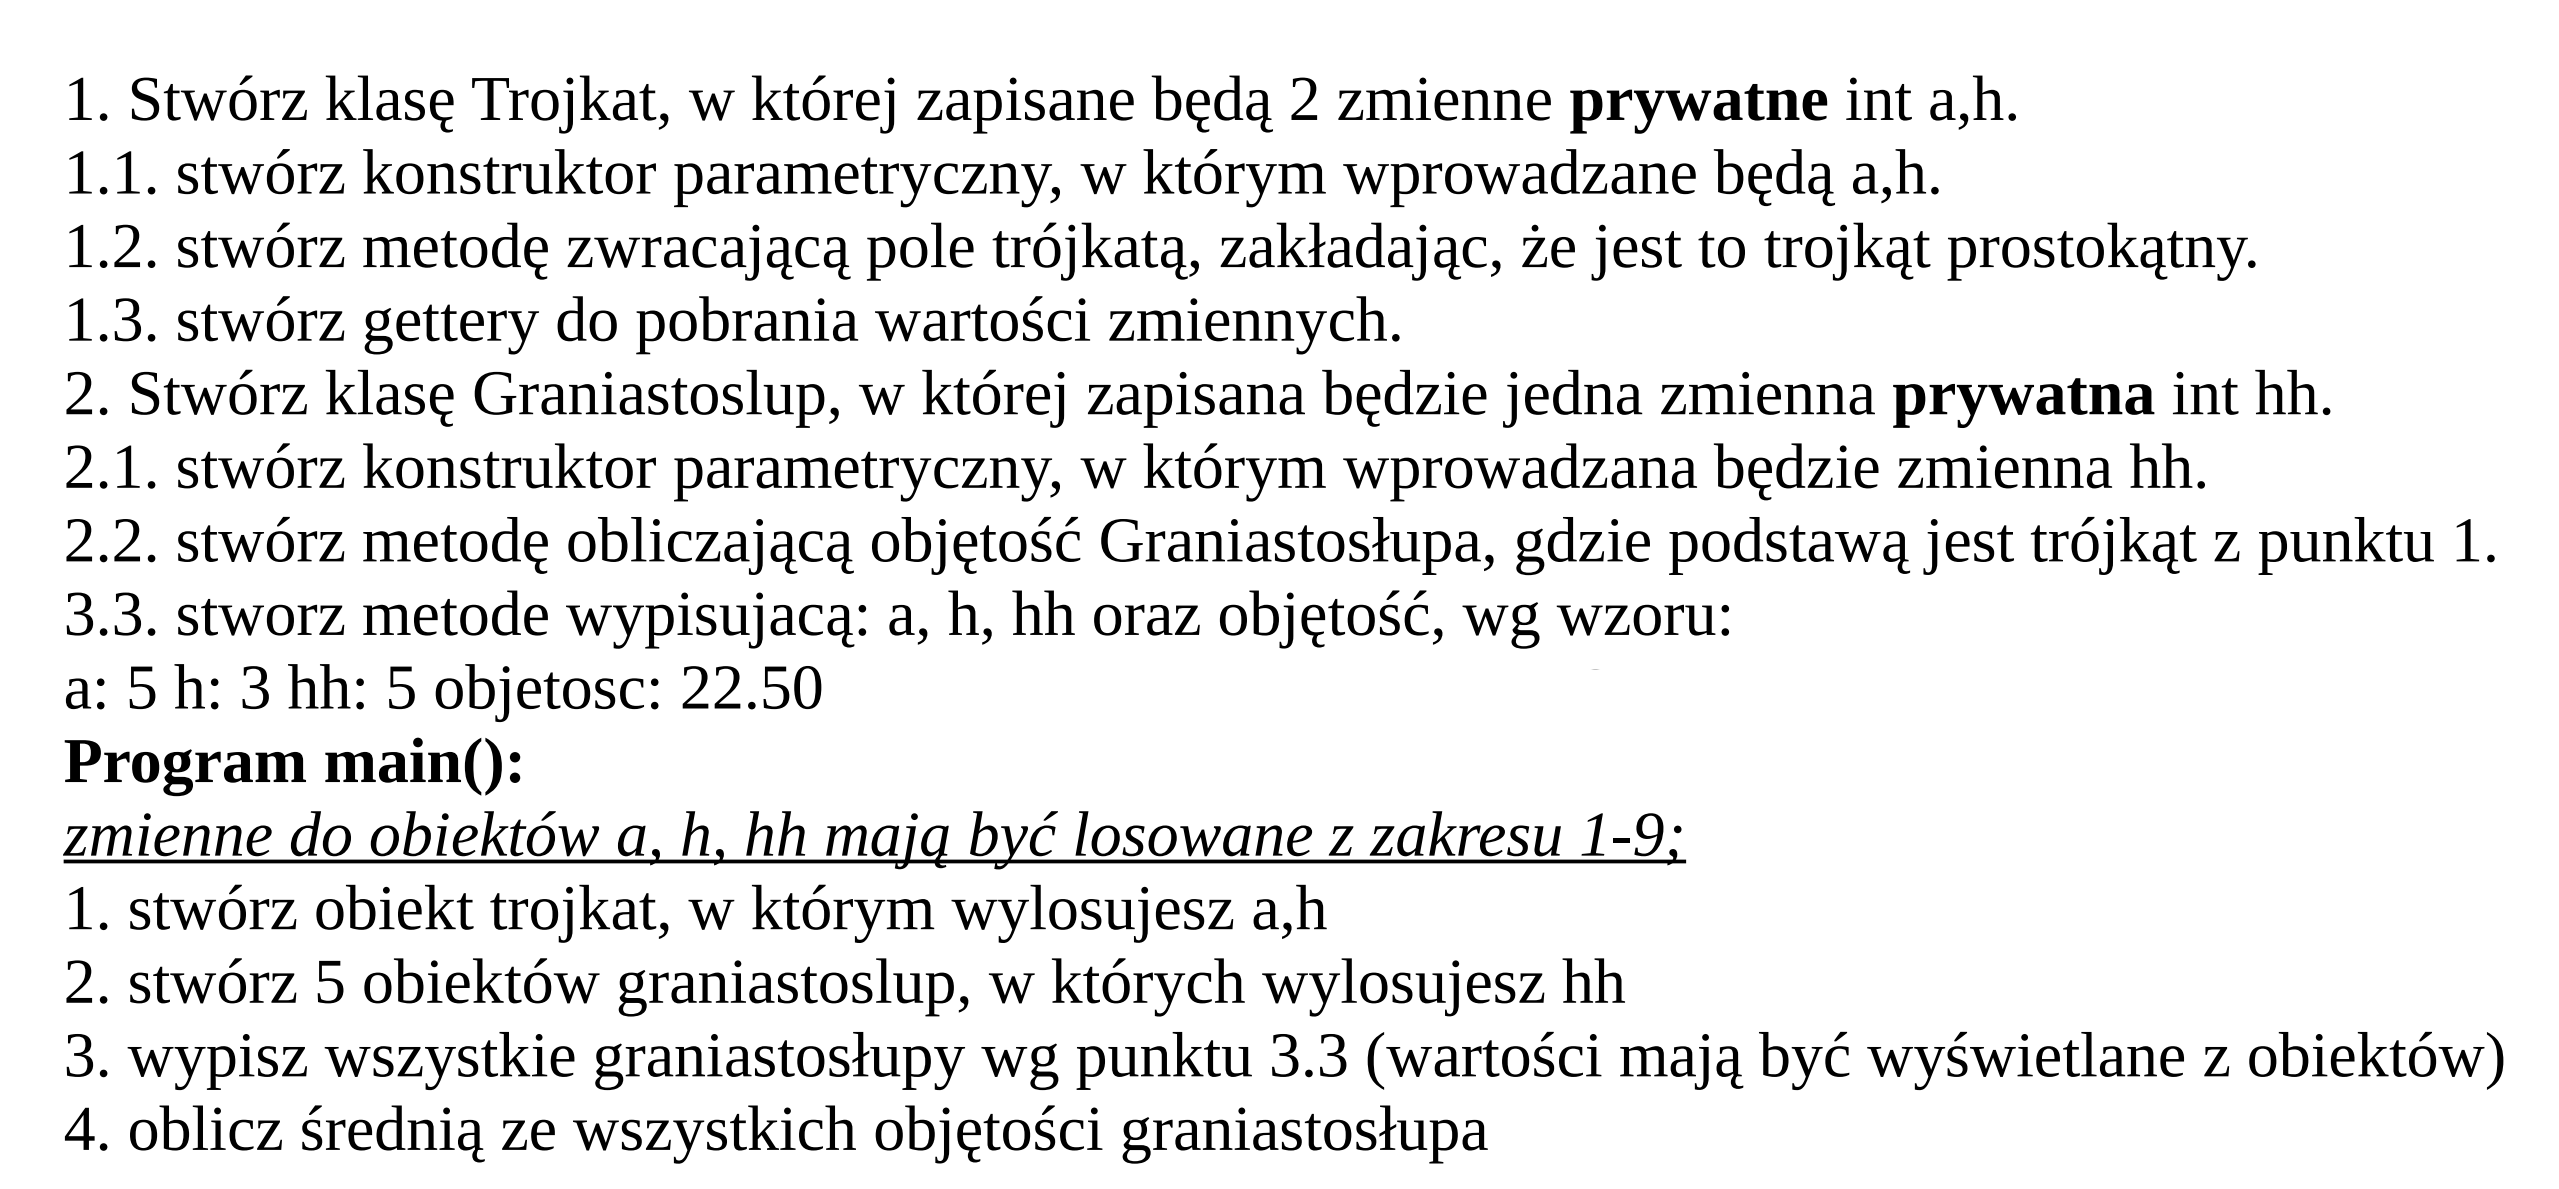 1. Stwórz klasę Trojkat, w której zapisane będą 2 zmienne prywatne int a,h.
1.1. stwórz konstruktor parametryczny, w którym wprowadzane będą a,h.
1.2. stwórz metodę zwracającą pole trójkatą, zakładając, że jest to trojkąt prostokątny.
1.3. stwórz gettery do pobrania wartości zmiennych.
2. Stwórz klasę Graniastoslup, w której zapisana będzie jedna zmienna prywatna int hh.
2.1. stwórz konstruktor parametryczny, w którym wprowadzana będzie zmienna hh.
2.2. stwórz metodę obliczającą objętość Graniastosłupa, gdzie podstawą jest trójkąt z punktu 1.
3.3. stworz metode wypisujacą: a, h, hh oraz objętość, wg wzoru:
a: 5 h: 3 hh: 5 objetosc: 22.50
Program main():
zmienne do obiektów a, h, hh mają być losowane z zakresu 1-9;
1. stwórz obiekt trojkat, w którym wylosujesz a,h
2. stwórz 5 obiektów graniastoslup, w których wylosujesz hh
3. wypisz wszystkie graniastosłupy wg punktu 3.3 (wartości mają być wyświetlane z obiektów)
4. oblicz średnią ze wszystkich objętości graniastosłupa